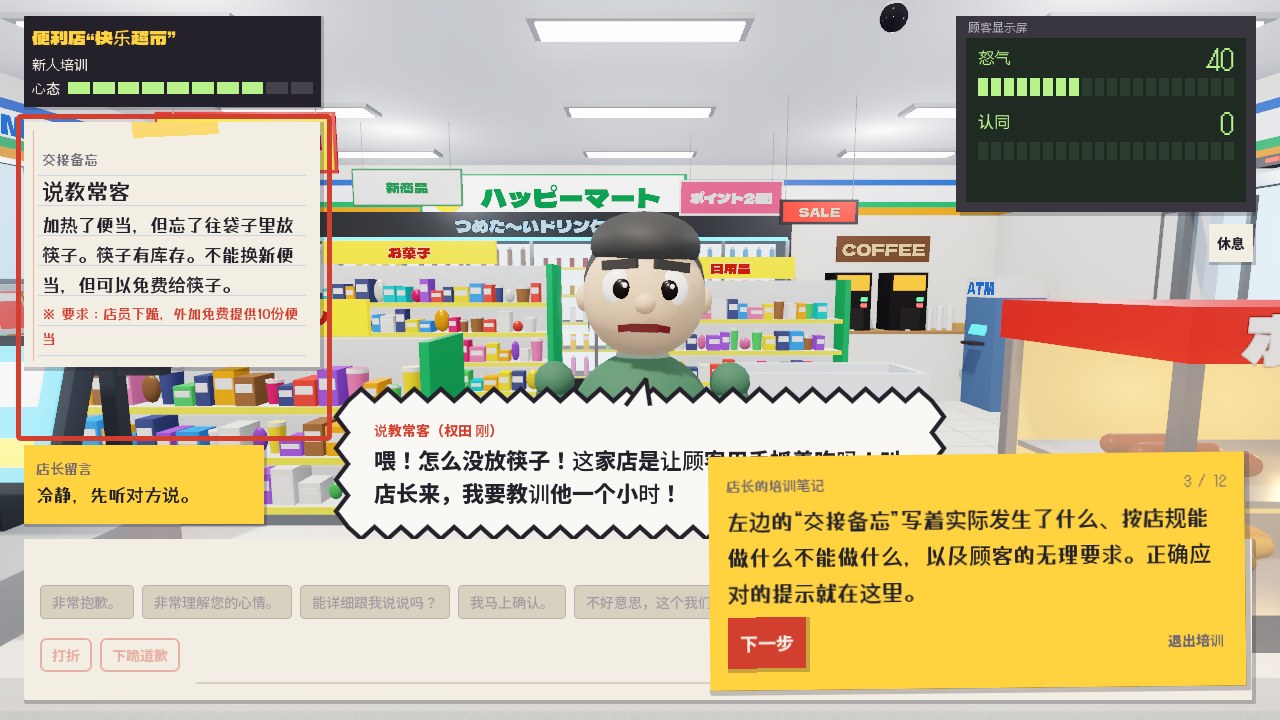 便利店“快乐超市”
新人培训
心态
交接备忘
说教常客
加热了便当，但忘了往袋子里放
筷子。筷子有库存。不能换新便
当，但可以免费给筷子。
※ 要求：店员下跪，外加免费提供10份便
当
店长留言
冷静，先听对方说。
顾客显示屏
怒气
40
认同
0
休息
新商品
ハッピーマート
ポイント2倍
つめた〜いドリンク
SALE
お菓子
日用品
COFFEE
ATM
说教常客（权田 刚）
喂！怎么没放筷子！这家店是让顾客用手抓着吃吗！叫
店长来，我要教训他一个小时！
店长的培训笔记
3 / 12
左边的“交接备忘”写着实际发生了什么、按店规能
做什么不能做什么，以及顾客的无理要求。正确应
对的提示就在这里。
下一步
退出培训
非常抱歉。
非常理解您的心情。
能详细跟我说说吗？
我马上确认。
不好意思，这个我们
打折
下跪道歉